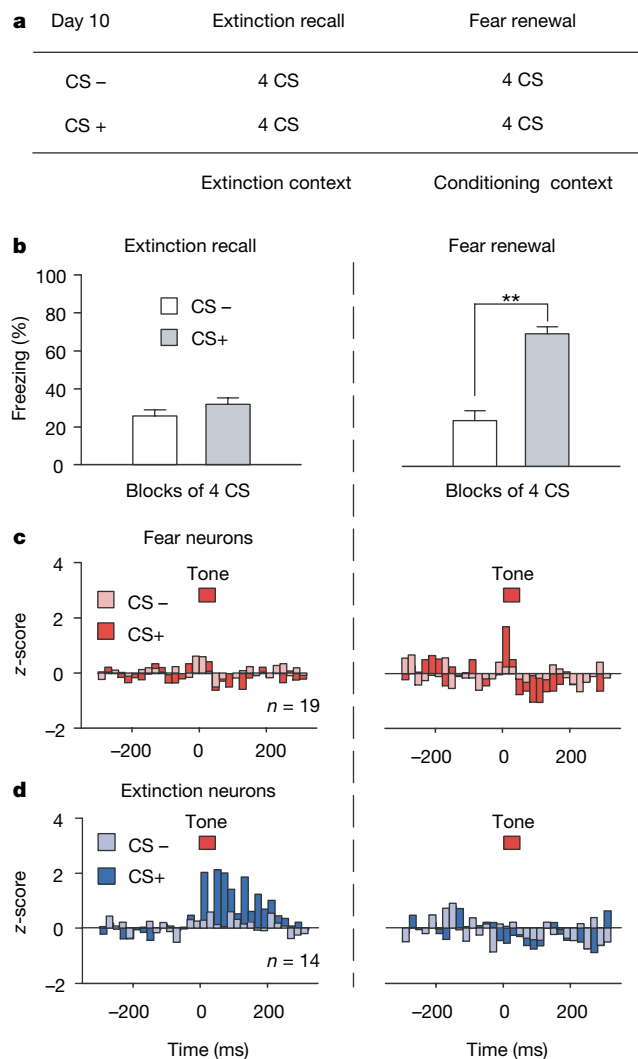 a Day 10 Extinction recall Fear renewal
CS – 4 CS 4 CS
CS + 4 CS 4 CS
Extinction context Conditioning context
b Extinction recall Fear renewal
100
80
60
40
20
0
Freezing (%)
CS –
CS+
**
Blocks of 4 CS Blocks of 4 CS
c Fear neurons
4
2
0
−2
z-score
Tone Tone
CS –
CS+
n = 19
−200 0 200 −200 0 200
d Extinction neurons
4
2
0
−2
z-score
Tone Tone
CS –
CS+
n = 14
−200 0 200 −200 0 200
Time (ms) Time (ms)